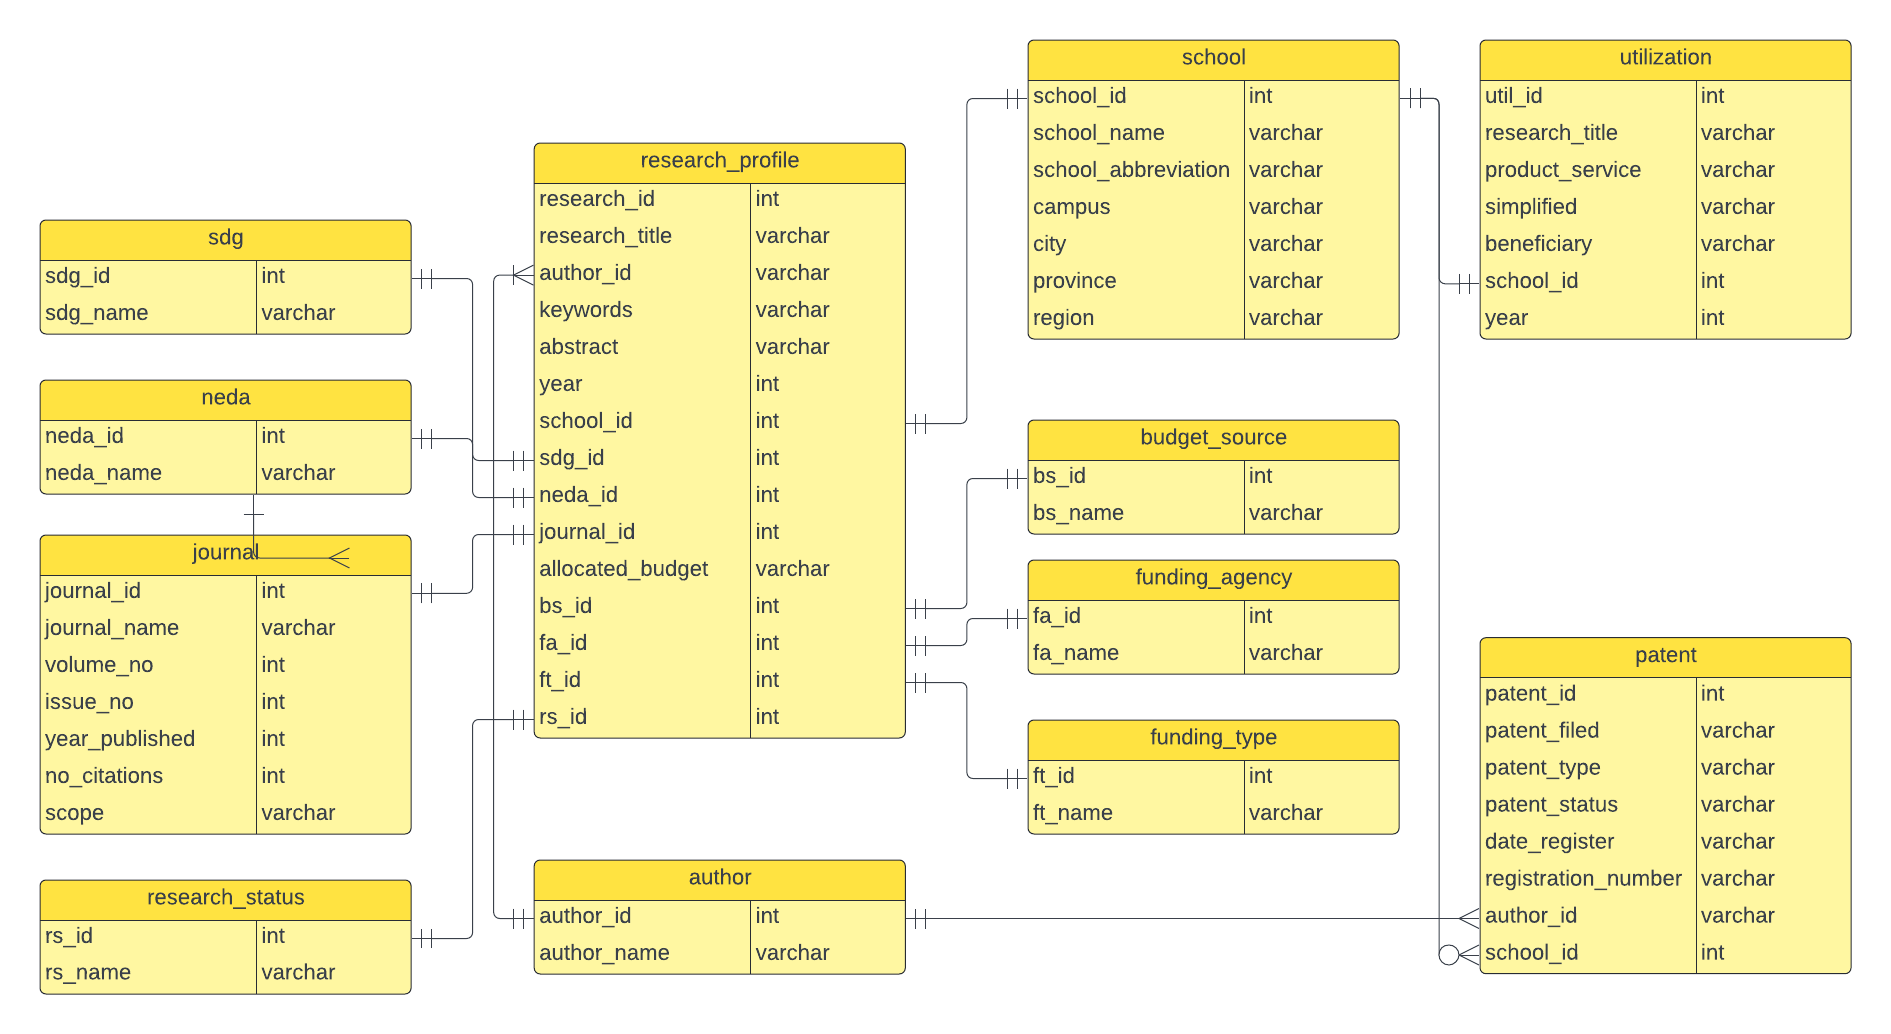 sdg
sdg_id int
sdg_name varchar
neda
neda_id int
neda_name varchar
journal
journal_id int
journal_name varchar
volume_no int
issue_no int
year_published int
no_citations int
scope varchar
research_status
rs_id int
rs_name varchar
research_profile
research_id int
research_title varchar
author_id varchar
keywords varchar
abstract varchar
year int
school_id int
sdg_id int
neda_id int
journal_id int
allocated_budget varchar
bs_id int
fa_id int
ft_id int
rs_id int
author
author_id int
author_name varchar
school
school_id int
school_name varchar
school_abbreviation varchar
campus varchar
city varchar
province varchar
region varchar
budget_source
bs_id int
bs_name varchar
funding_agency
fa_id int
fa_name varchar
funding_type
ft_id int
ft_name varchar
utilization
util_id int
research_title varchar
product_service varchar
simplified varchar
beneficiary varchar
school_id int
year int
patent
patent_id int
patent_filed varchar
patent_type varchar
patent_status varchar
date_register varchar
registration_number varchar
author_id varchar
school_id int